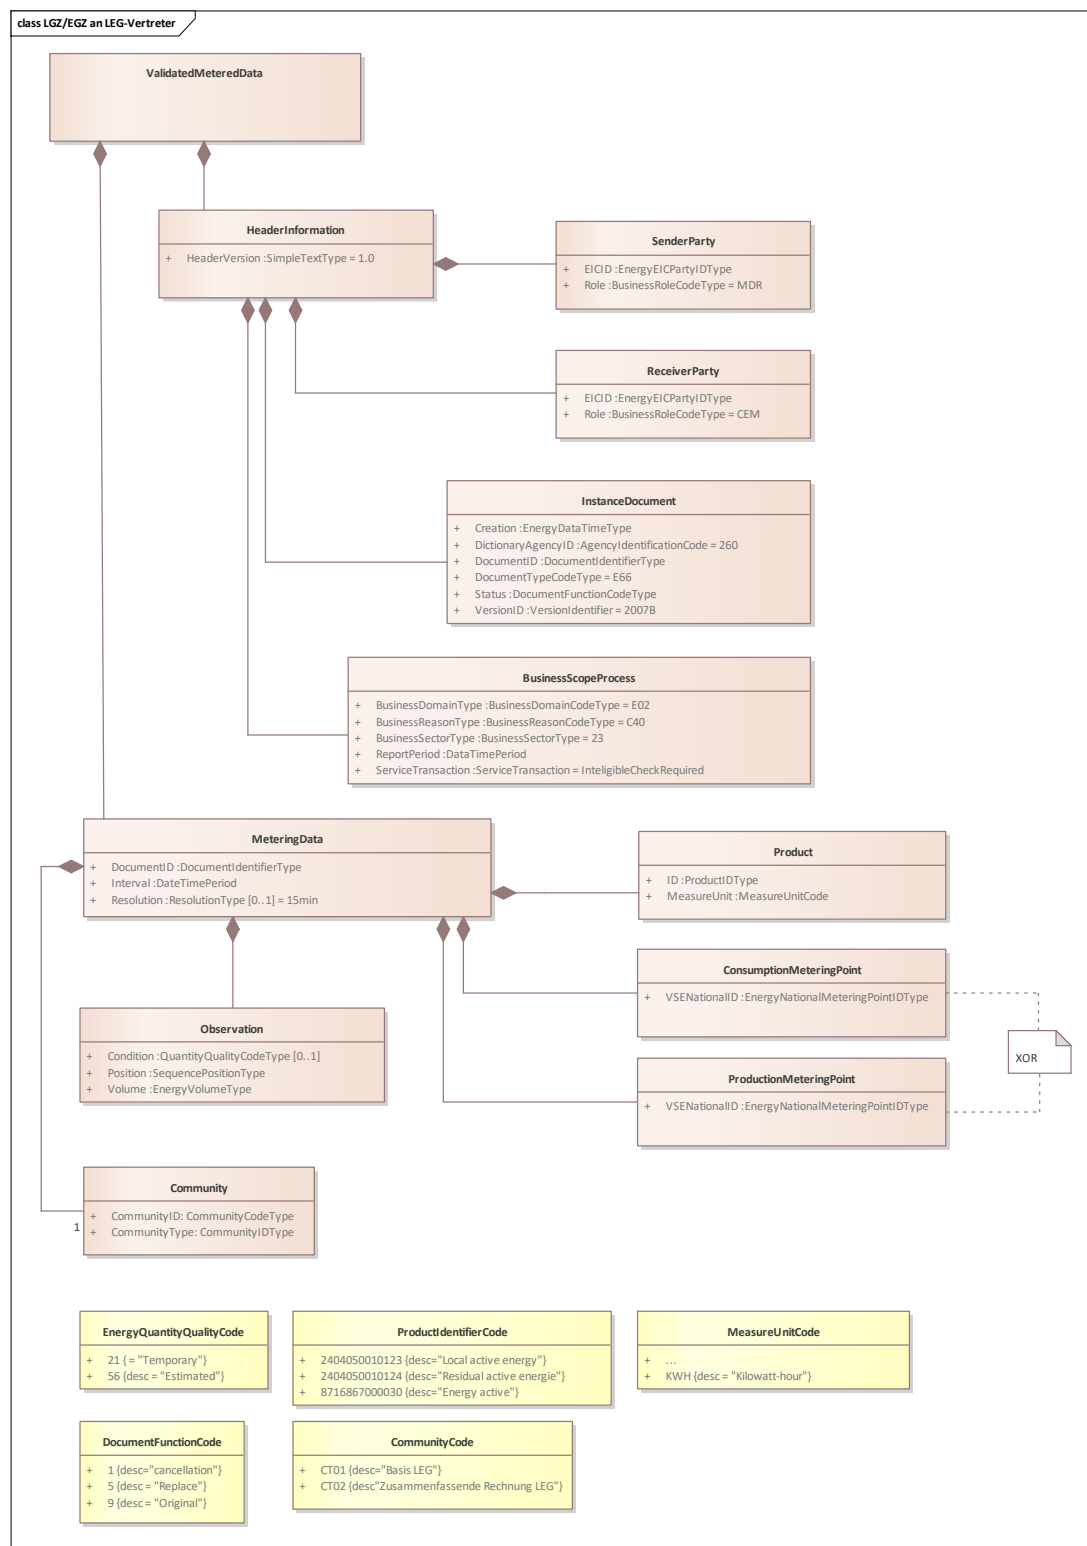 class LGZ/EGZ an LEG-Vertreter
ValidatedMeteredData
HeaderInformation
+ HeaderVersion :SimpleTextType = 1.0
SenderParty
+ EICID :EnergyEICPartyIDType
+ Role :BusinessRoleCodeType = MDR
ReceiverParty
+ EICID :EnergyEICPartyIDType
+ Role :BusinessRoleCodeType = CEM
InstanceDocument
+ Creation :EnergyDataTimeType
+ DictionaryAgencyID :AgencyIdentificationCode = 260
+ DocumentID :DocumentIdentifierType
+ DocumentTypeCodeType = E66
+ Status :DocumentFunctionCodeType
+ VersionID :VersionIdentifier = 2007B
BusinessScopeProcess
+ BusinessDomainType :BusinessDomainCodeType = E02
+ BusinessReasonType :BusinessReasonCodeType = C40
+ BusinessSectorType :BusinessSectorType = 23
+ ReportPeriod :DataTimePeriod
+ ServiceTransaction :ServiceTransaction = InteligibleCheckRequired
MeteringData
+ DocumentID :DocumentIdentifierType
+ Interval :DateTimePeriod
+ Resolution :ResolutionType [0..1] = 15min
Product
+ ID :ProductIDType
+ MeasureUnit :MeasureUnitCode
ConsumptionMeteringPoint
+ VSENationalID :EnergyNationalMeteringPointIDType
XOR
ProductionMeteringPoint
+ VSENationalID :EnergyNationalMeteringPointIDType
Observation
+ Condition :QuantityQualityCodeType [0..1]
+ Position :SequencePositionType
+ Volume :EnergyVolumeType
Community
+ CommunityID: CommunityCodeType
+ CommunityType: CommunityIDType
1
EnergyQuantityQualityCode
+ 21 { = "Temporary"}
+ 56 {desc = "Estimated"}
ProductIdentifierCode
+ 2404050010123 {desc="Local active energy"}
+ 2404050010124 {desc="Residual active energie"}
+ 8716867000030 {desc="Energy active"}
MeasureUnitCode
+ ...
+ KWH {desc = "Kilowatt-hour"}
DocumentFunctionCode
+ 1 {desc="cancellation"}
+ 5 {desc = "Replace"}
+ 9 {desc = "Original"}
CommunityCode
+ CT01 {desc="Basis LEG"}
+ CT02 {desc"Zusammenfassende Rechnung LEG"}